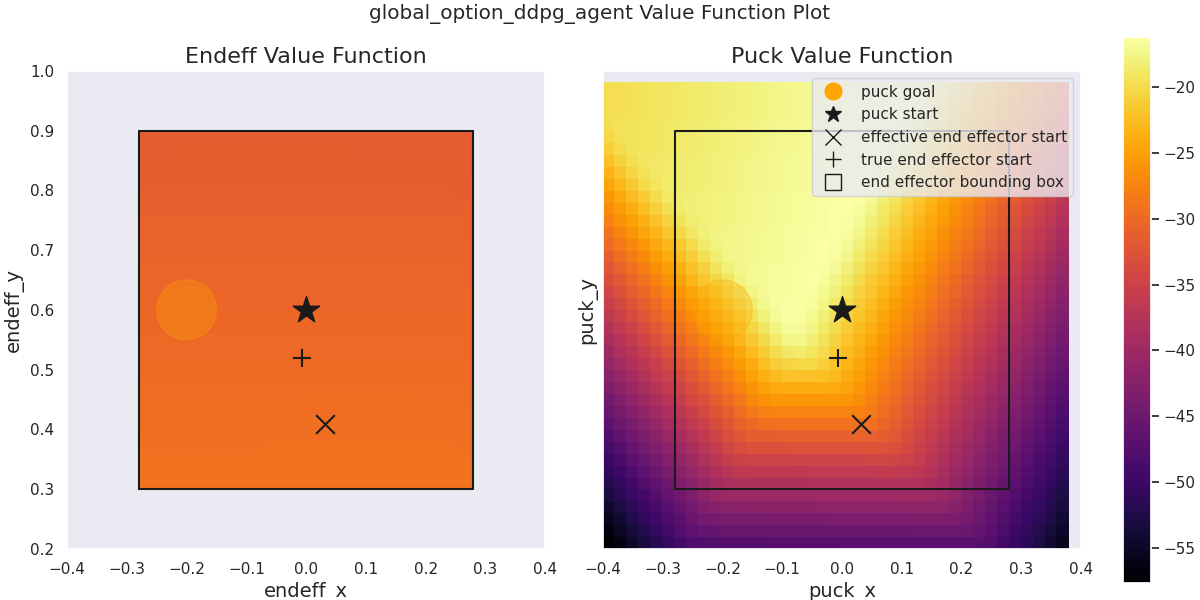 global_option_ddpg_agent Value Function Plot
Endeff Value Function
endeff_y
1.0
0.9
0.8
0.7
0.6
0.5
0.4
0.3
0.2
−0.4 −0.3 −0.2 −0.1 0.0 0.1 0.2 0.3 0.4
endeff_x
Puck Value Function
puck goal
puck start
effective end effector start
true end effector start
end effector bounding box
puck_y
−0.4 −0.3 −0.2 −0.1 0.0 0.1 0.2 0.3 0.4
puck_x
−20
−25
−30
−35
−40
−45
−50
−55